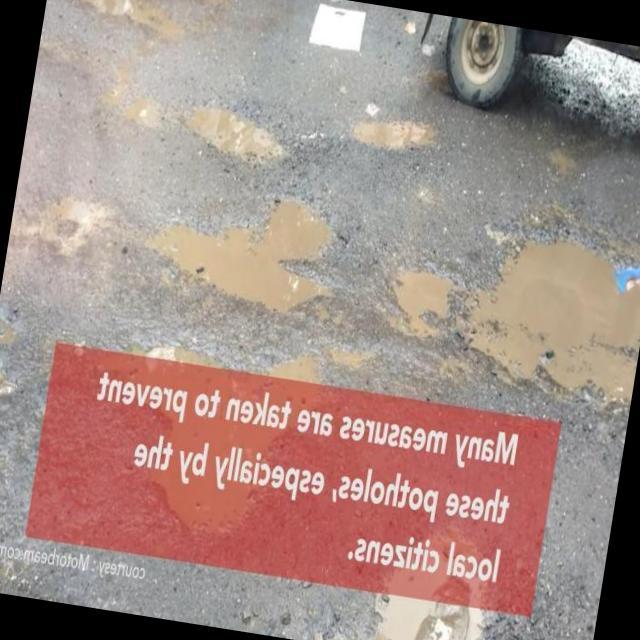 Many measures are taken to prevent
these potholes, especially by the
local citizens.
courtesy : Motorbeam.com